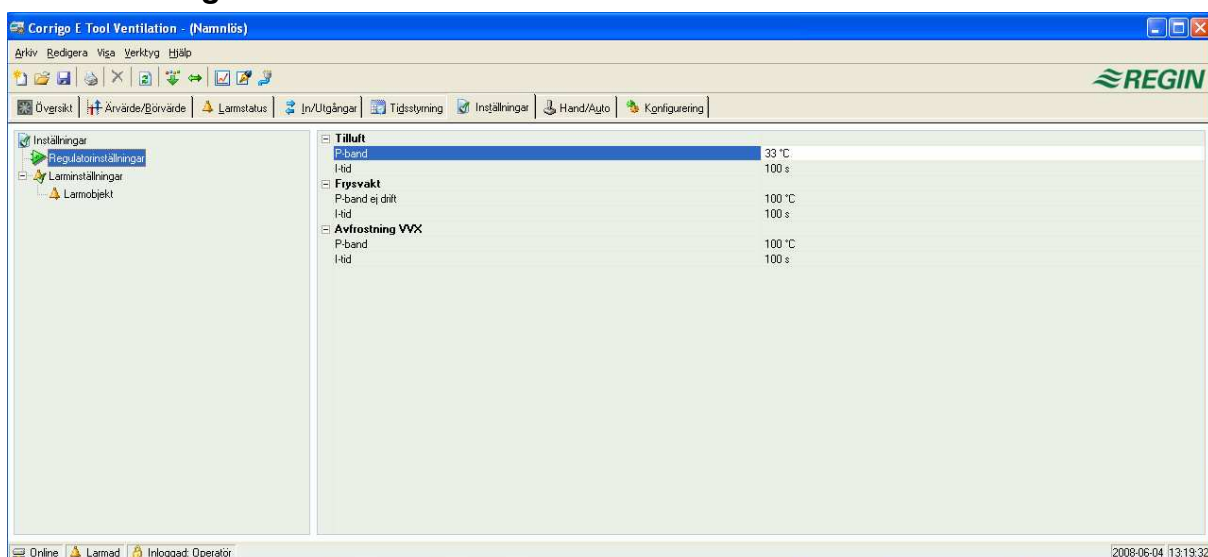 Corrigo E Tool Ventilation - (Namnlös)
Arkiv Redigera Visa Verktyg Hjälp
REGIN
Översikt Ärvärde/Börvärde Larmstatus In/Utgångar Tidsstyrning Inställningar Hand/Auto Konfigurering
Inställningar
Regulatorinställningar
Larminställningar
Larmobjekt
Tilluft
P-band 33 °C
I-tid 100 s
Frysvakt
P-band ej drift 100 °C
I-tid 100 s
Avfrostning VVX
P-band 100 °C
I-tid 100 s
Online Larmad Inloggad: Operatör 2008-06-04 13:19:32